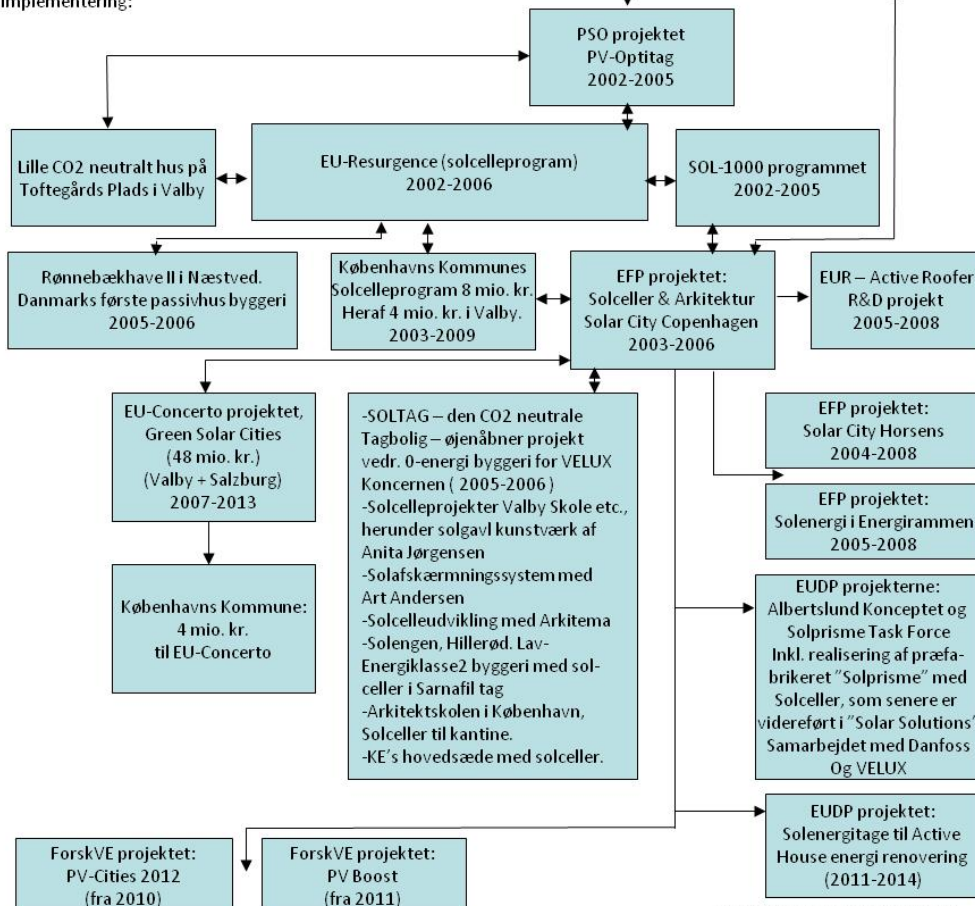 implementering:
PSO projektet
PV-Optitag
2002-2005
Lille CO2 neutralt hus på
Toftegårds Plads i Valby
EU-Resurgence (solcelleprogram)
2002-2006
SOL-1000 programmet
2002-2005
Rønnebækhave II i Næstved.
Danmarks første passivhus byggeri
2005-2006
Københavns Kommunes
Solcelleprogram 8 mio. kr.
Heraf 4 mio. kr. i Valby.
2003-2009
EFP projektet:
Solceller & Arkitektur
Solar City Copenhagen
2003-2006
EUR – Active Roofer
R&D projekt
2005-2008
EU-Concerto projektet,
Green Solar Cities
(48 mio. kr.)
(Valby + Salzburg)
2007-2013
-SOLTAG – den CO2 neutrale
Tagbolig – øjenåbner projekt
vedr. 0-energi byggeri for VELUX
Koncernen ( 2005-2006 )
-Solcelleprojekter Valby Skole etc.,
herunder solgavl kunstværk af
Anita Jørgensen
-Solafskærmningssystem med
Art Andersen
-Solcelleudvikling med Arkitema
-Solengen, Hillerød. Lav-
Energiklasse2 byggeri med sol-
celler i Sarnafil tag
-Arkitektskolen i København,
Solceller til kantine.
-KE's hovedsæde med solceller.
EFP projektet:
Solar City Horsens
2004-2008
EFP projektet:
Solenergi i Energirammen
2005-2008
Københavns Kommune:
4 mio. kr.
til EU-Concerto
EUDP projekterne:
Albertslund Konceptet og
Solprisme Task Force
Inkl. realisering af præfa-
brikeret "Solprisme" med
Solceller, som senere er
videreført i "Solar Solutions"
Samarbejdet med Danfoss
Og VELUX
EUDP projektet:
Solenergitage til Active
House energi renovering
(2011-2014)
ForskVE projektet:
PV-Cities 2012
(fra 2010)
ForskVE projektet:
PV Boost
(fra 2011)